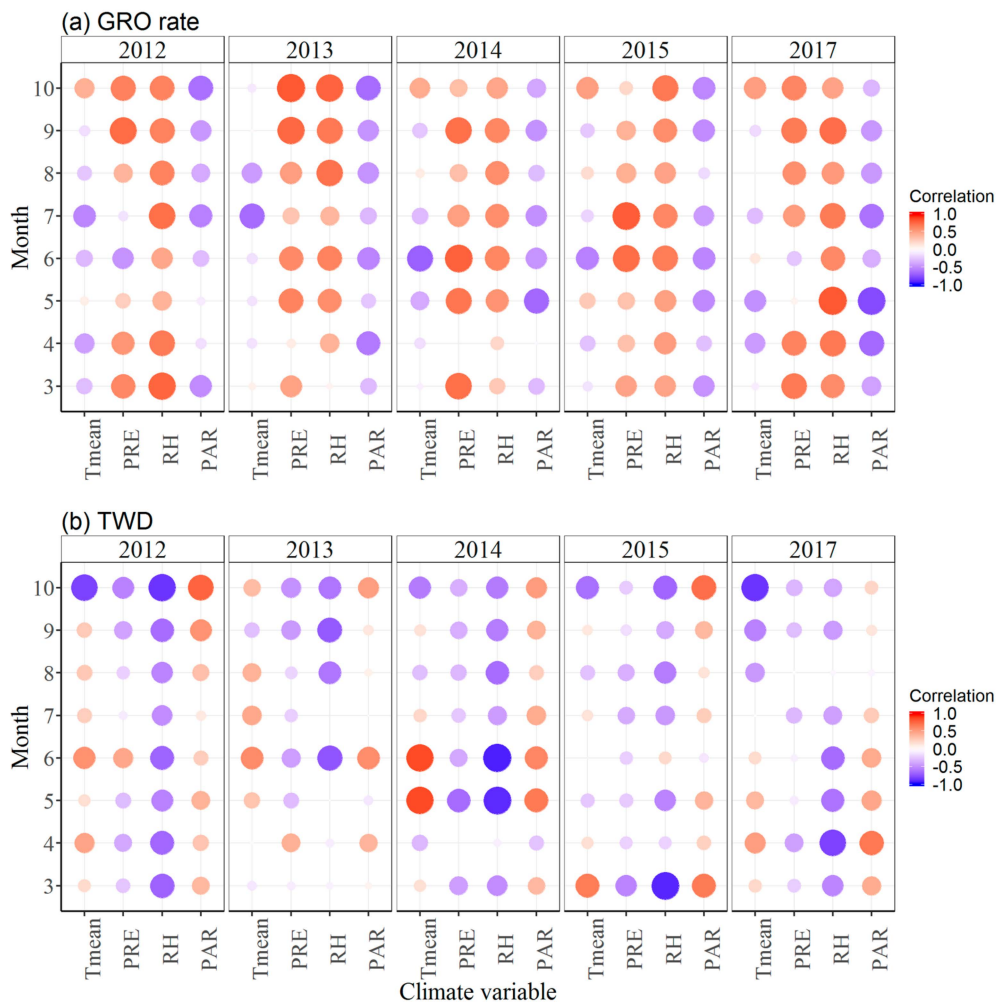 (a) GRO rate
2012 2013 2014 2015 2017
Month
10
9
8
7
6
5
4
3
Tmean PRE RH PAR Tmean PRE RH PAR Tmean PRE RH PAR Tmean PRE RH PAR Tmean PRE RH PAR
Correlation
1.0
0.5
0.0
-0.5
-1.0
(b) TWD
2012 2013 2014 2015 2017
Month
10
9
8
7
6
5
4
3
Tmean PRE RH PAR Tmean PRE RH PAR Tmean PRE RH PAR Tmean PRE RH PAR Tmean PRE RH PAR
Climate variable
Correlation
1.0
0.5
0.0
-0.5
-1.0